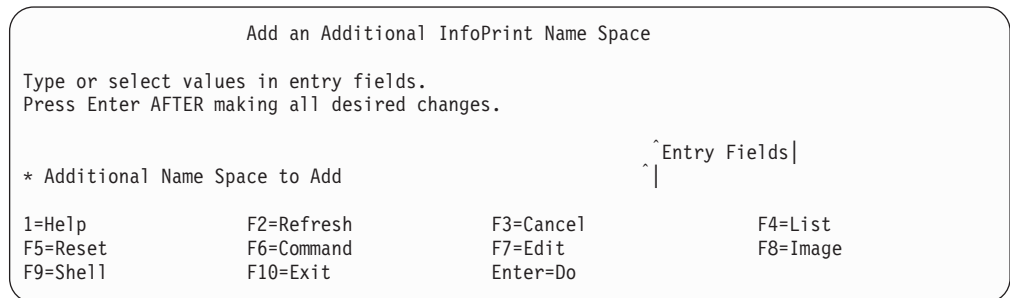 Add an Additional InfoPrint Name Space
Type or select values in entry fields.
Press Enter AFTER making all desired changes.
ˆEntry Fields|
* Additional Name Space to Add ˆ|
1=Help F2=Refresh F3=Cancel F4=List
F5=Reset F6=Command F7=Edit F8=Image
F9=Shell F10=Exit Enter=Do